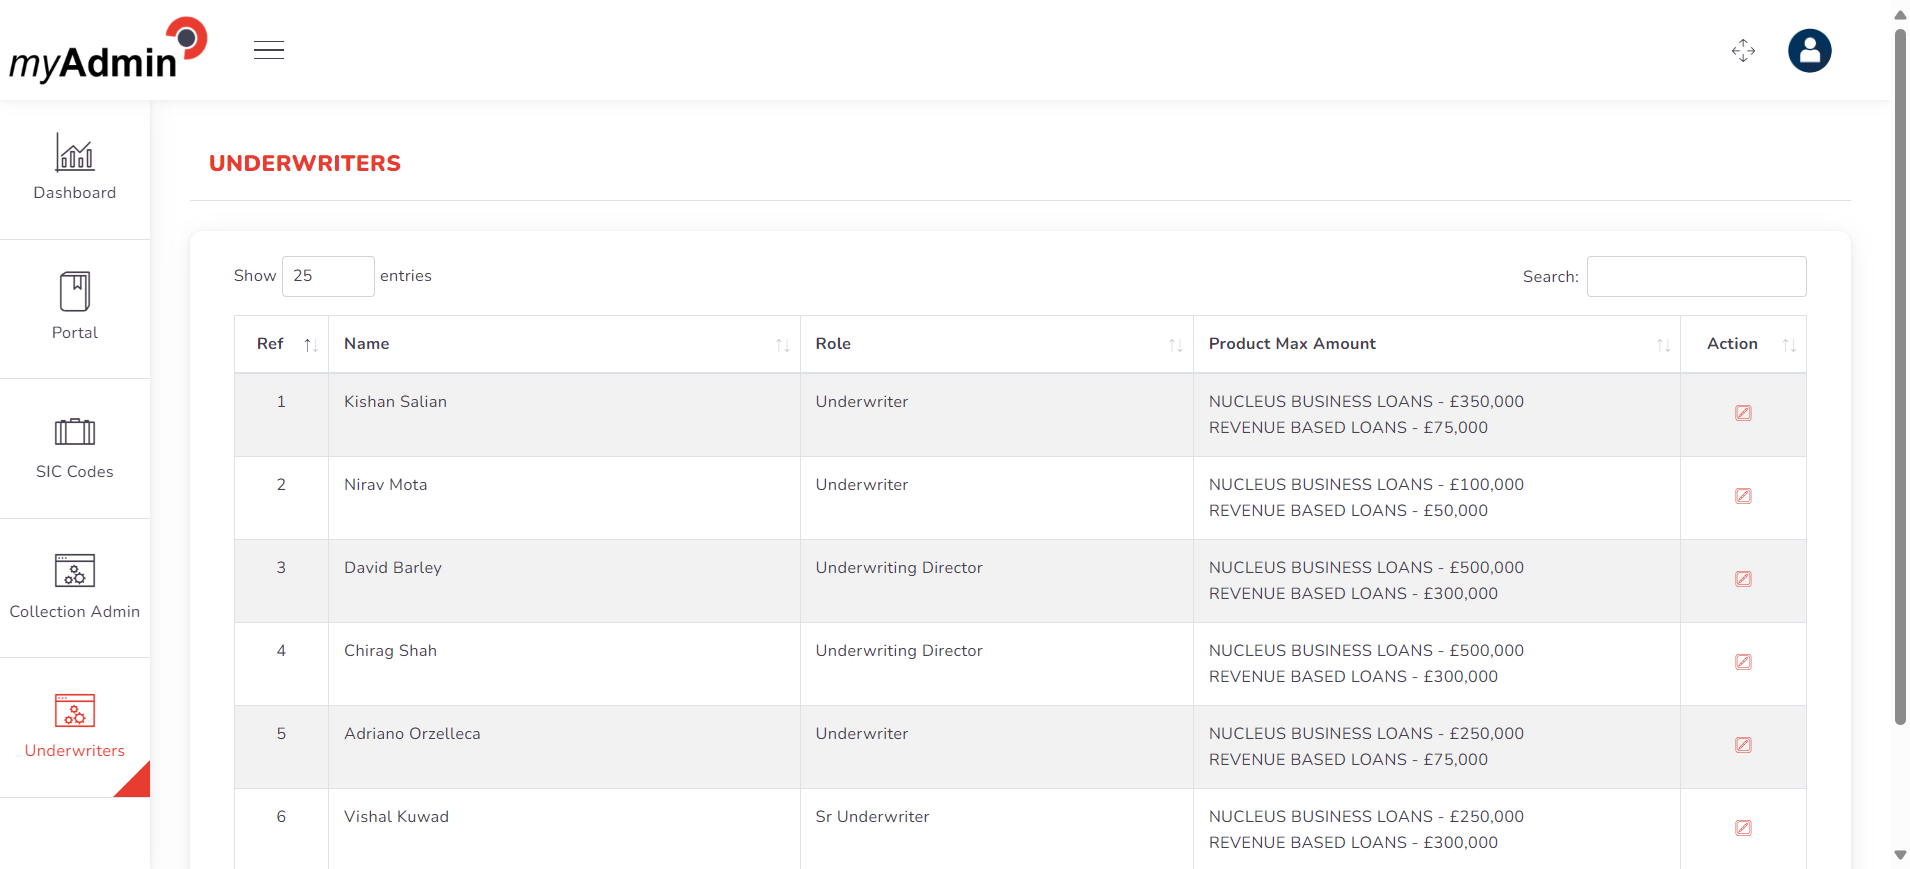 myAdmin
Dashboard
Portal
SIC Codes
Collection Admin
Underwriters
UNDERWRITERS
Show 25 entries
Search:
Ref Name Role Product Max Amount Action
1 Kishan Salian Underwriter NUCLEUS BUSINESS LOANS - £350,000
REVENUE BASED LOANS - £75,000
2 Nirav Mota Underwriter NUCLEUS BUSINESS LOANS - £100,000
REVENUE BASED LOANS - £50,000
3 David Barley Underwriting Director NUCLEUS BUSINESS LOANS - £500,000
REVENUE BASED LOANS - £300,000
4 Chirag Shah Underwriting Director NUCLEUS BUSINESS LOANS - £500,000
REVENUE BASED LOANS - £300,000
5 Adriano Orzelleca Underwriter NUCLEUS BUSINESS LOANS - £250,000
REVENUE BASED LOANS - £75,000
6 Vishal Kuwad Sr Underwriter NUCLEUS BUSINESS LOANS - £250,000
REVENUE BASED LOANS - £300,000